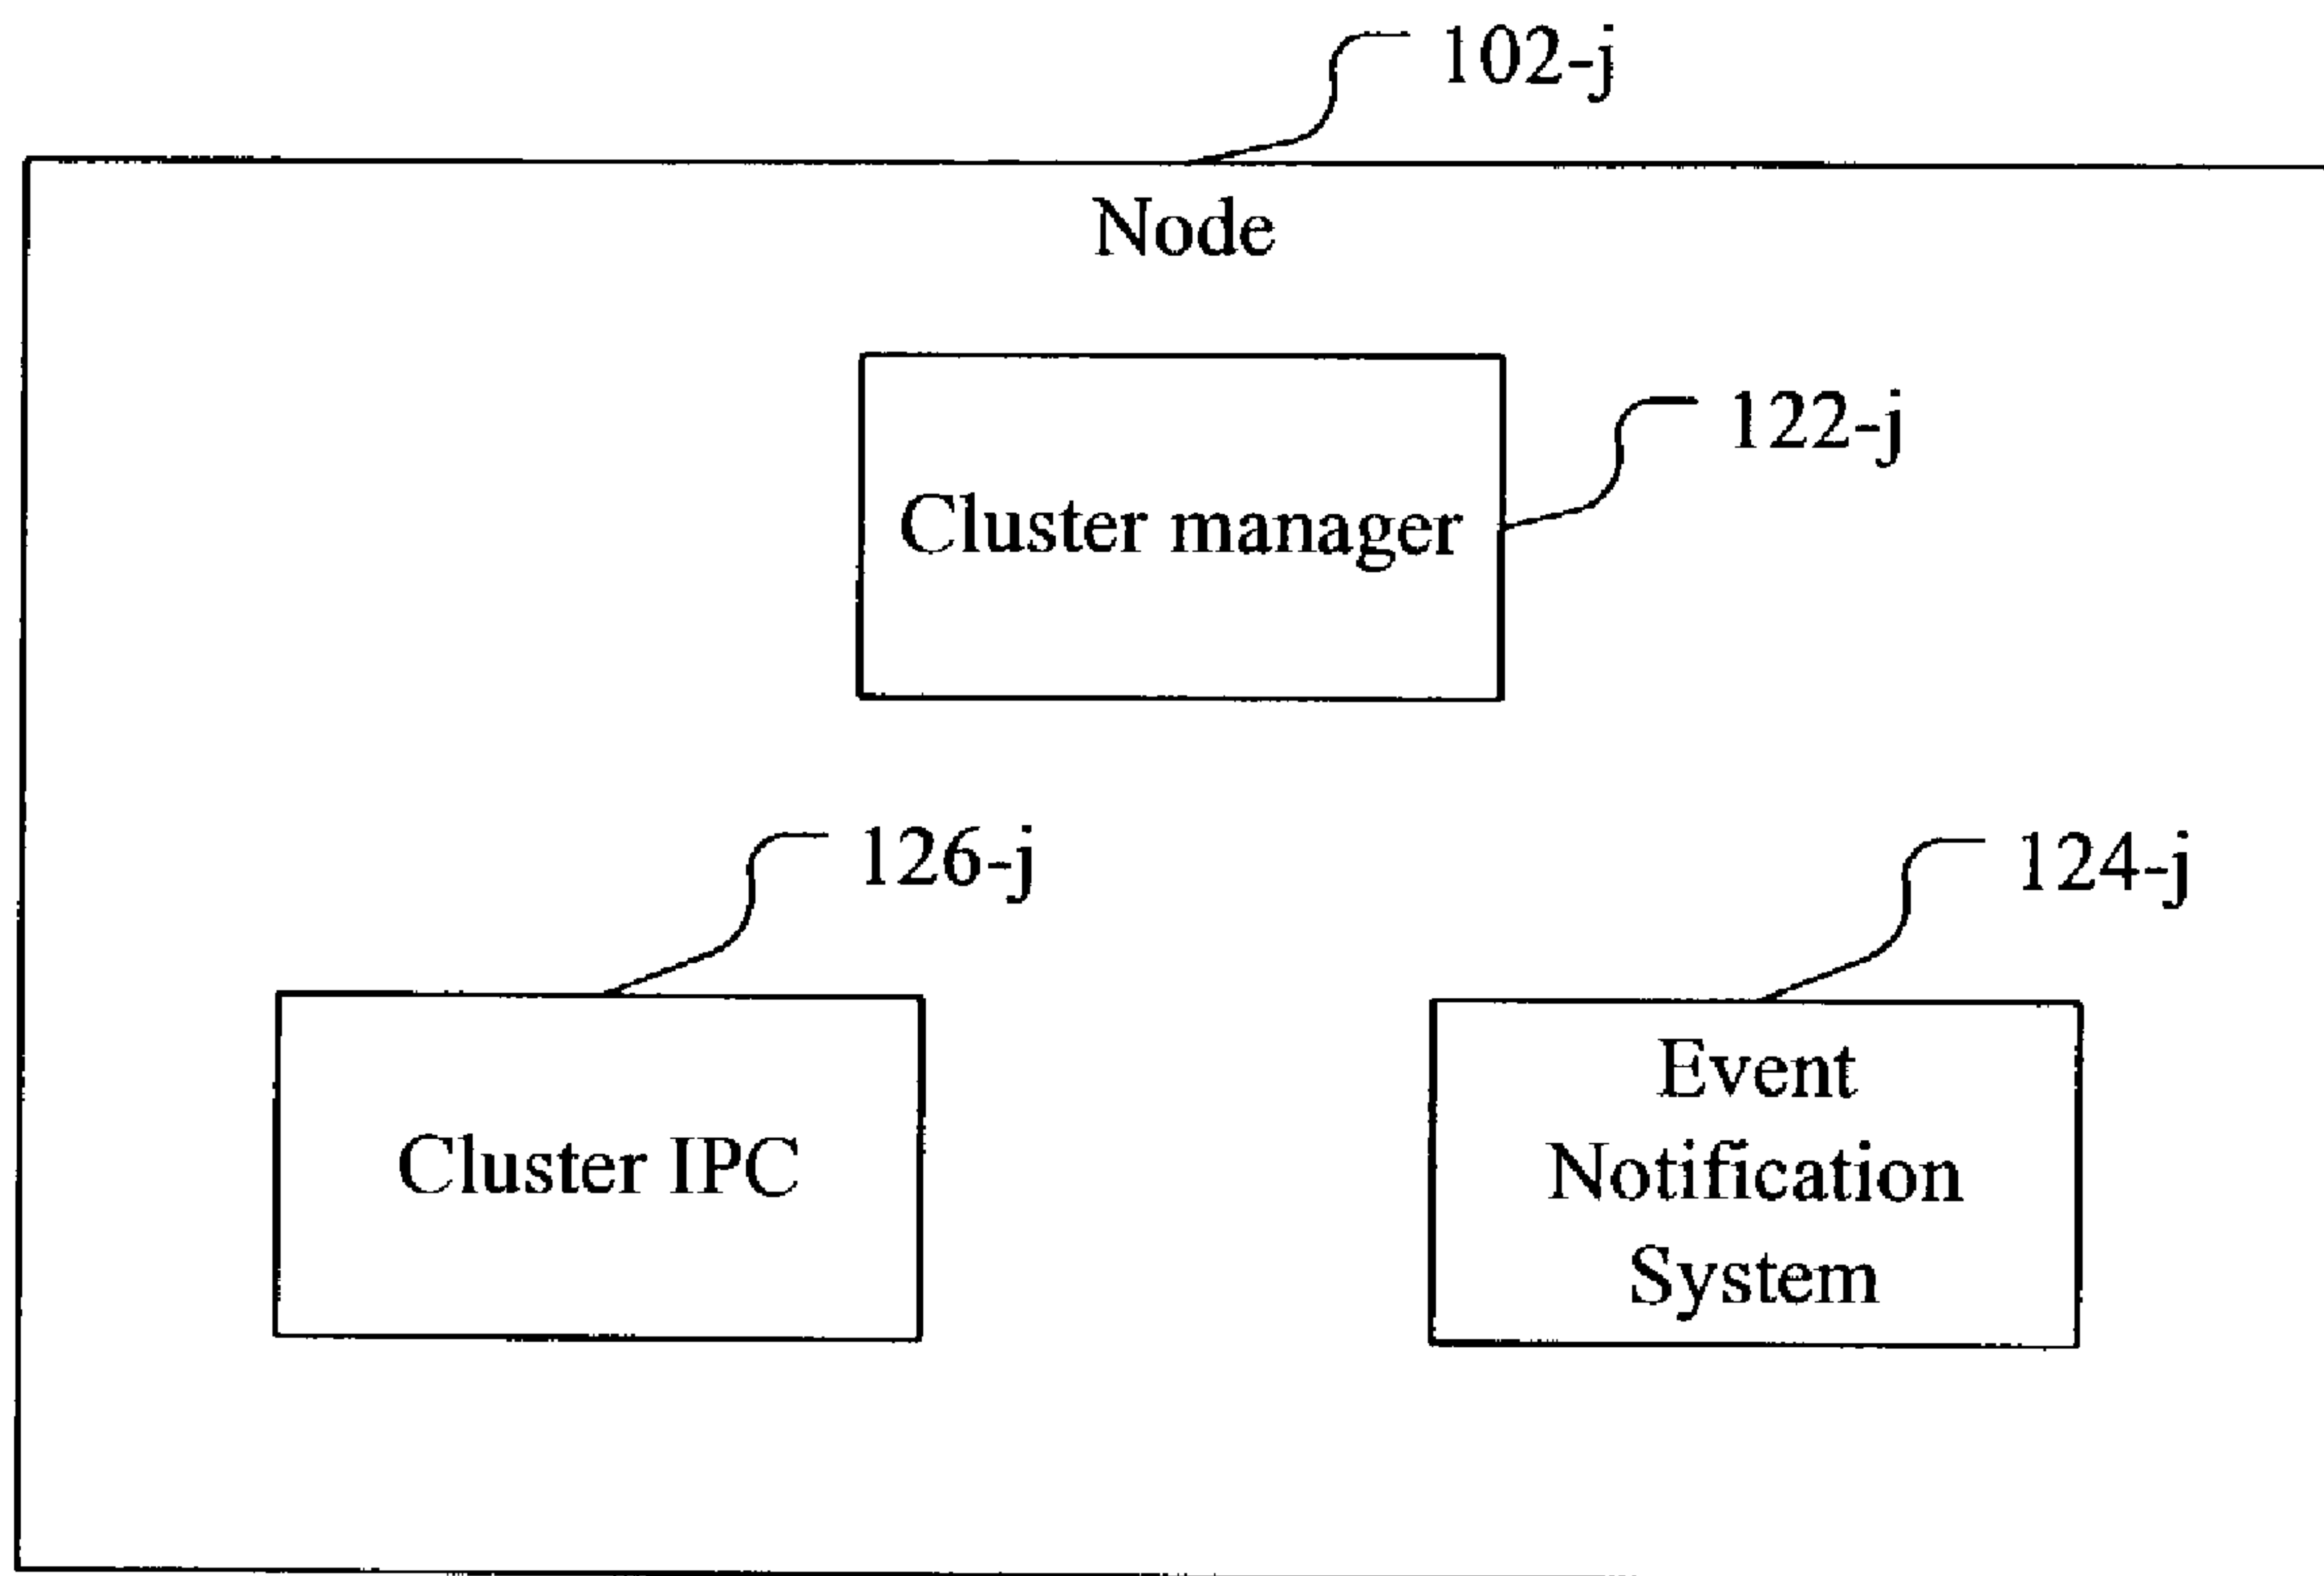 102-j
Node
122-j
Cluster manager
126-j
124-j
Cluster IPC
Event
Notification
System